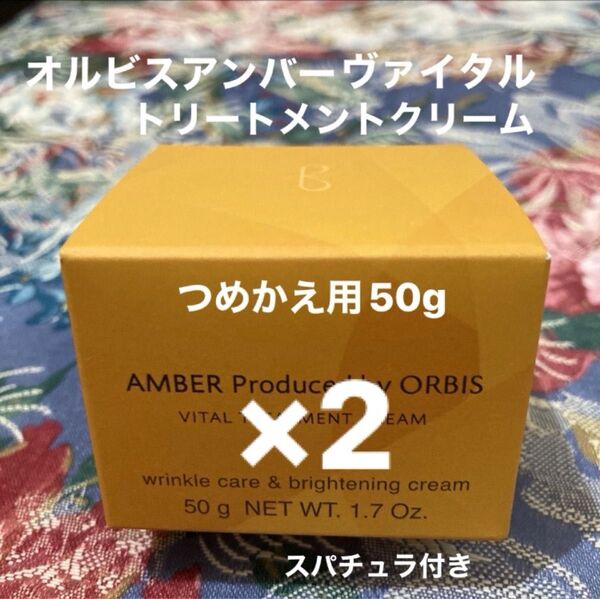 オルビスアンバーヴァイタル
トリートメントクリーム
B
つめかえ用50g
AMBER Produced by ORBIS
VITAL TREATMENT CREAM
×2
wrinkle care & brightening cream
50 g NET WT. 1.7 Oz.
スパチュラ付き